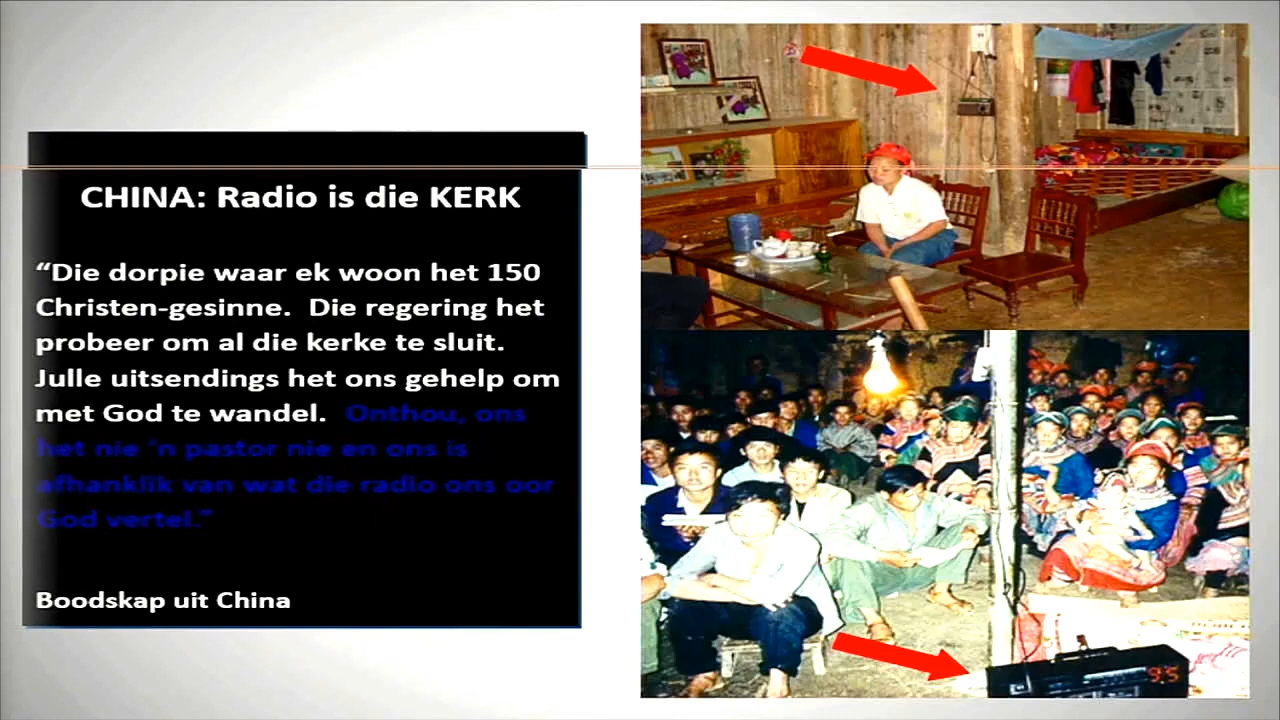 CHINA: Radio is die KERK
“Die dorpie waar ek woon het 150
Christen-gesinne.  Die regering het
probeer om al die kerke te sluit.
Julle uitsendings het ons gehelp om
met God te wandel.  Onthou, ons
het nie 'n pastor nie en ons is
afhanklik van wat die radio ons oor
God vertel.”
Boodskap uit China
95